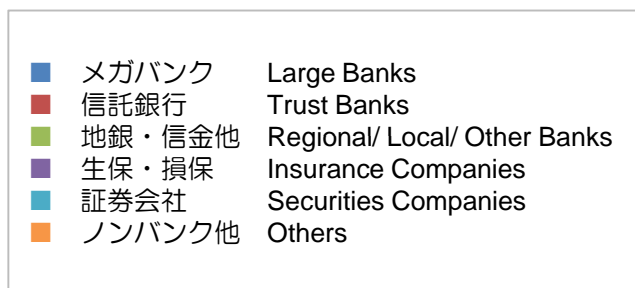 メガバンク Large Banks
信託銀行 Trust Banks
地銀・信金他 Regional/ Local/ Other Banks
生保・損保 Insurance Companies
証券会社 Securities Companies
ノンバンク他 Others